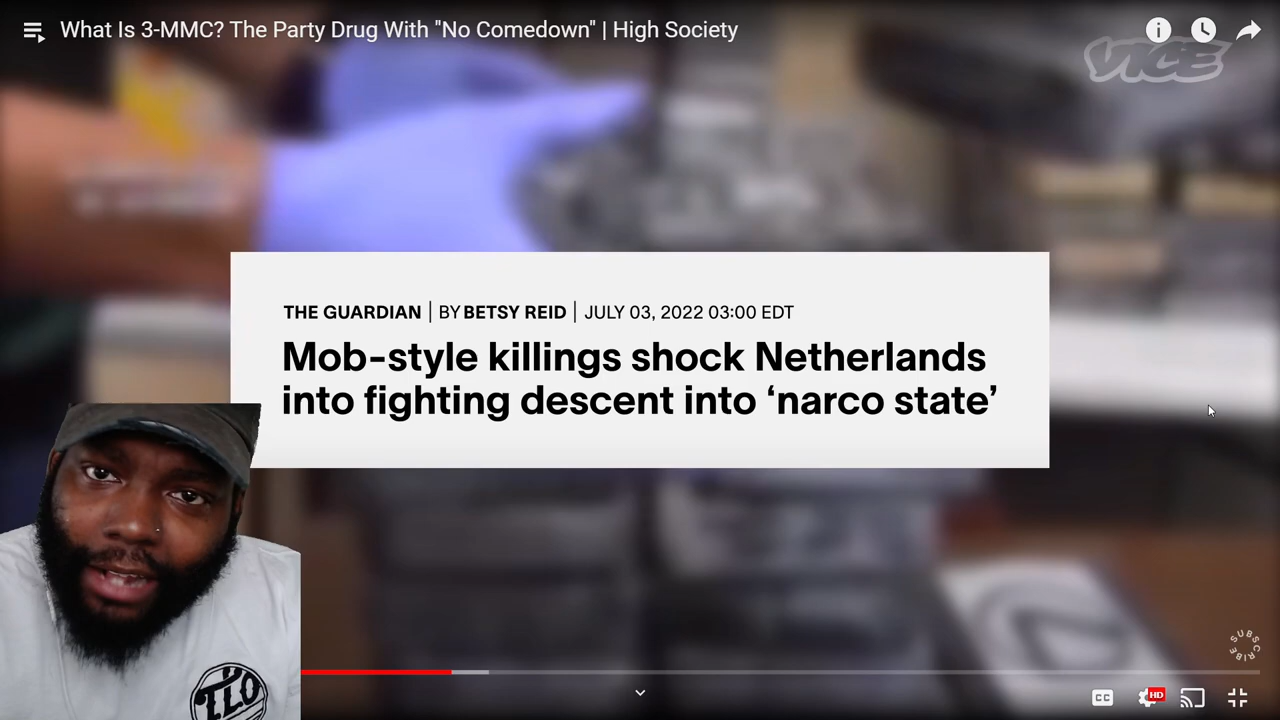 What Is 3-MMC? The Party Drug With "No Comedown" | High Society
VICE
THE GUARDIAN | BY BETSY REID | JULY 03, 2022 03:00 EDT
Mob-style killings shock Netherlands
into fighting descent into ‘narco state’
TLO
SUBSCRIBE
CC
HD